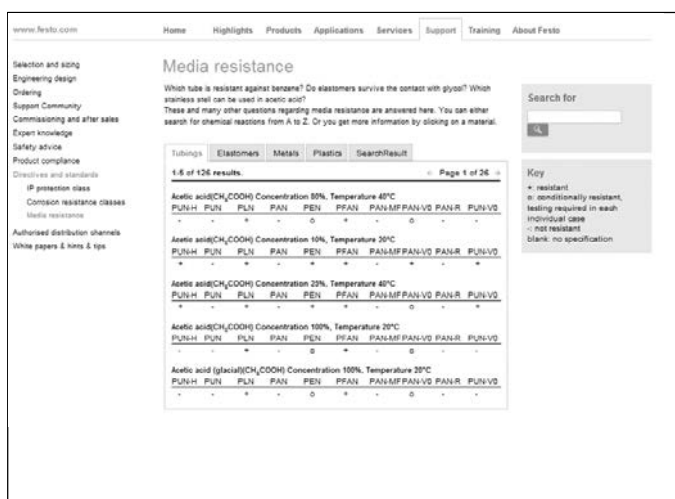 www.festo.com
Home Highlights Products Applications Services Support Training About Festo
Selection and sizing
Engineering design
Ordering
Support Community
Commissioning and after sales
Expert knowledge
Safety advice
Product compliance
Directives and standards
IP protection class
Corrosion resistance classes
Media resistance
Authorised distribution channels
White papers & hints & tips
Media resistance
Which tube is resistant against benzene? Do elastomers survive the contact with glycol? Which
stainless stell can be used in acetic acid?
These and many other questions regarding media resistance are answered here. You can either
search for chemical reactions from A to Z. Or you get more information by clicking on a material.
Tubings Elastomers Metals Plastics SearchResult
1-5 of 126 results. < Page 1 of 26 >
Acetic acid(CH₃COOH) Concentration 80%, Temperature 40°C
PUN-H PUN PLN PAN PEN PFAN PAN-MF PAN-V0 PAN-R PUN-V0
- - + - o + - o - -
Acetic acid(CH₃COOH) Concentration 10%, Temperature 20°C
PUN-H PUN PLN PAN PEN PFAN PAN-MF PAN-V0 PAN-R PUN-V0
+ - + - + + - + - +
Acetic acid(CH₃COOH) Concentration 25%, Temperature 40°C
PUN-H PUN PLN PAN PEN PFAN PAN-MF PAN-V0 PAN-R PUN-V0
+ - + - + + - o - +
Acetic acid(CH₃COOH) Concentration 100%, Temperature 20°C
PUN-H PUN PLN PAN PEN PFAN PAN-MF PAN-V0 PAN-R PUN-V0
- - + - o + - o - -
Acetic acid (glacial)(CH₃COOH) Concentration 100%, Temperature 20°C
PUN-H PUN PLN PAN PEN PFAN PAN-MF PAN-V0 PAN-R PUN-V0
- - + - o + - o - -
Search for
Key
+: resistant
o: conditionally resistant,
testing required in each
individual case
-: not resistant
blank: no specification